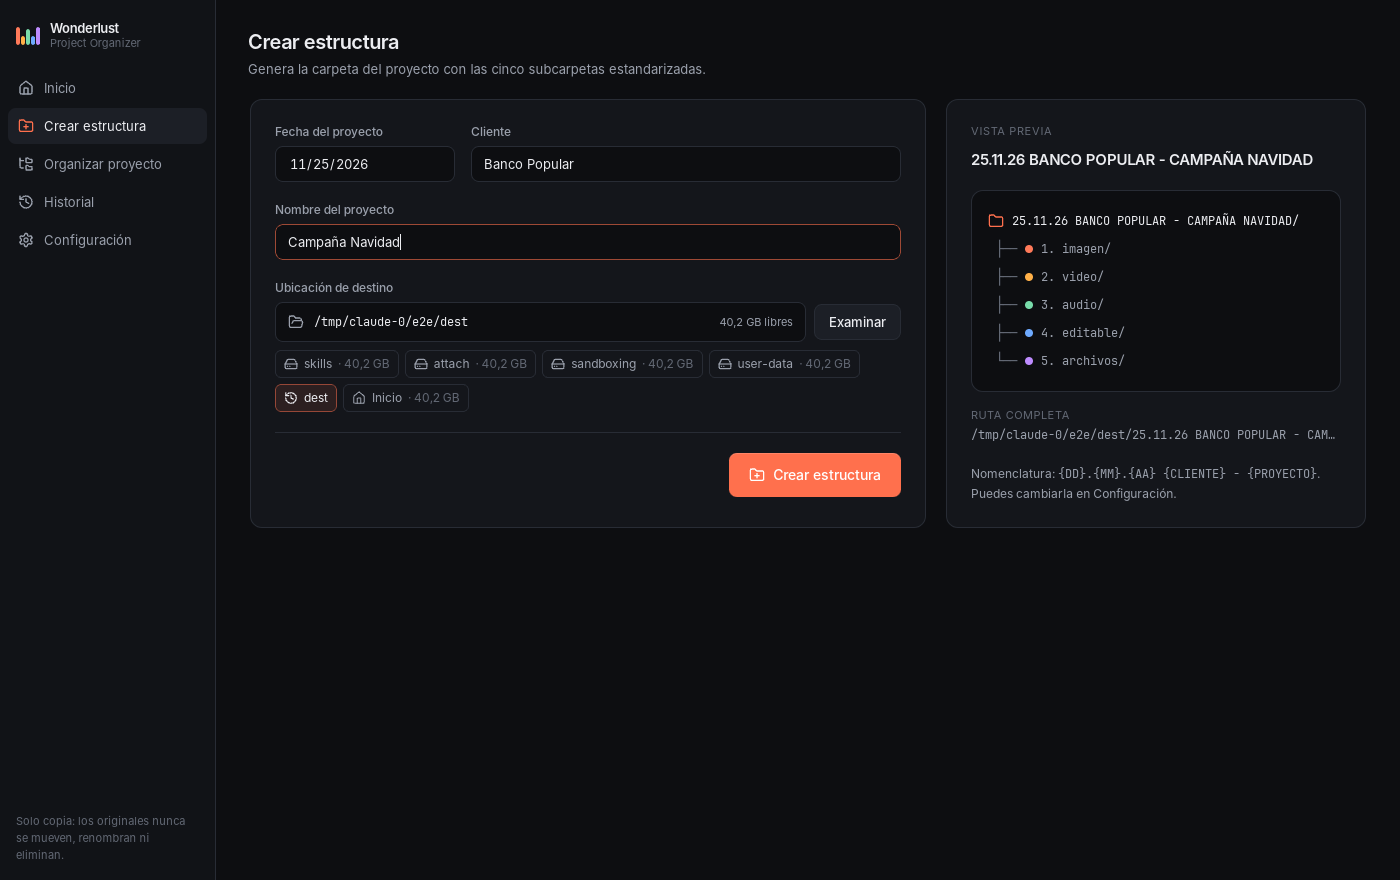 Wonderlust
Project Organizer
Inicio
Crear estructura
Organizar proyecto
Historial
Configuración
Solo copia: los originales nunca
se mueven, renombran ni
eliminan.
Crear estructura
Genera la carpeta del proyecto con las cinco subcarpetas estandarizadas.
Fecha del proyecto
Cliente
11/25/2026
Banco Popular
Nombre del proyecto
Campaña Navidad
Ubicación de destino
/tmp/claude-0/e2e/dest
40,2 GB libres
Examinar
skills · 40,2 GB
attach · 40,2 GB
sandboxing · 40,2 GB
user-data · 40,2 GB
dest
Inicio · 40,2 GB
Crear estructura
VISTA PREVIA
25.11.26 BANCO POPULAR - CAMPAÑA NAVIDAD
25.11.26 BANCO POPULAR - CAMPAÑA NAVIDAD/
├── 1. imagen/
├── 2. video/
├── 3. audio/
├── 4. editable/
└── 5. archivos/
RUTA COMPLETA
/tmp/claude-0/e2e/dest/25.11.26 BANCO POPULAR - CAM…
Nomenclatura: {DD}.{MM}.{AA} {CLIENTE} - {PROYECTO}.
Puedes cambiarla en Configuración.